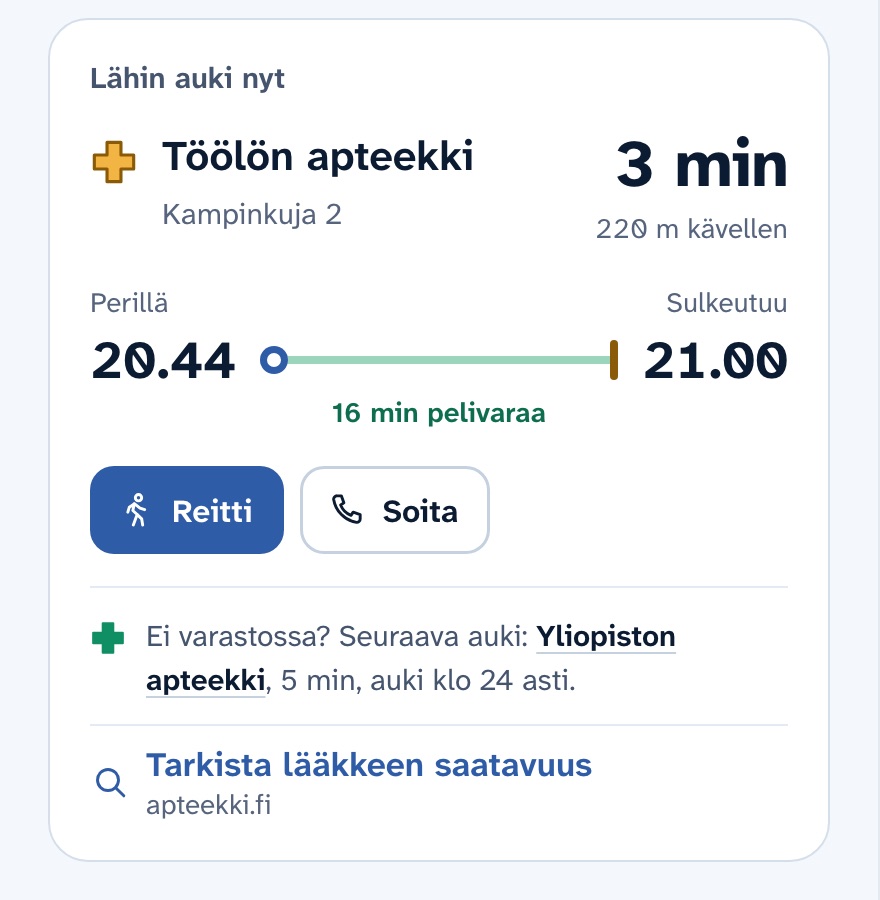 Lähin auki nyt
Töölön apteekki
Kampinkuja 2
3 min
220 m kävellen
Perillä
Sulkeutuu
20.44
21.00
16 min pelivaraa
Reitti
Soita
Ei varastossa? Seuraava auki: Yliopiston
apteekki, 5 min, auki klo 24 asti.
Tarkista lääkkeen saatavuus
apteekki.fi